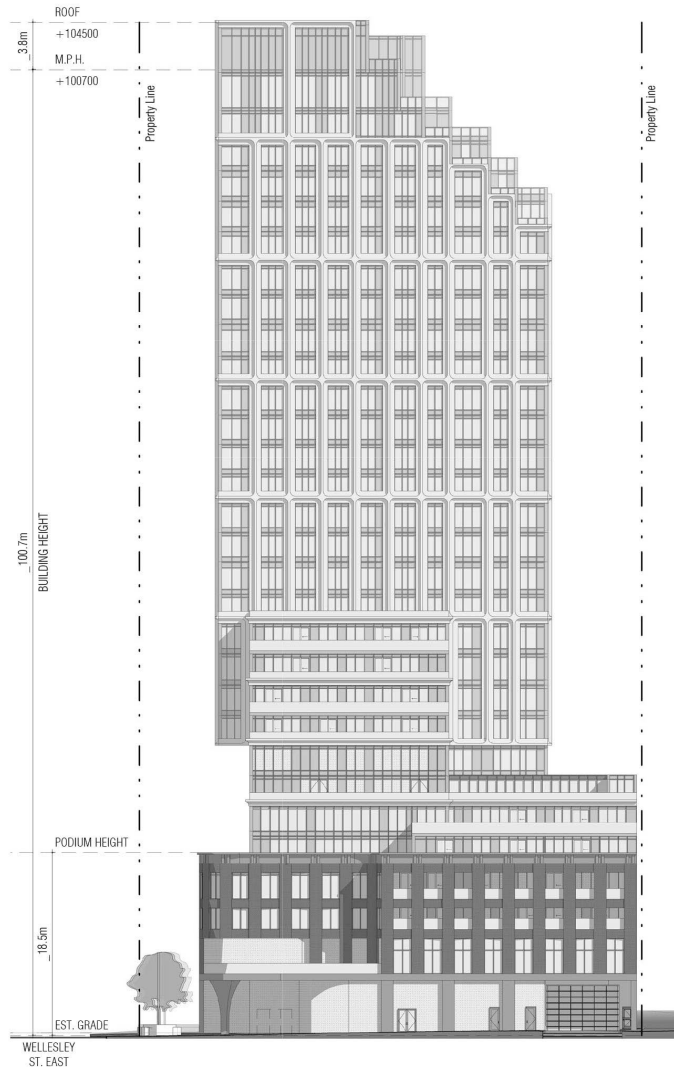 ROOF
+104500
3.8m
M.P.H.
+100700
Property Line
Property Line
100.7m
BUILDING HEIGHT
PODIUM HEIGHT
18.5m
EST. GRADE
WELLESLEY
ST. EAST